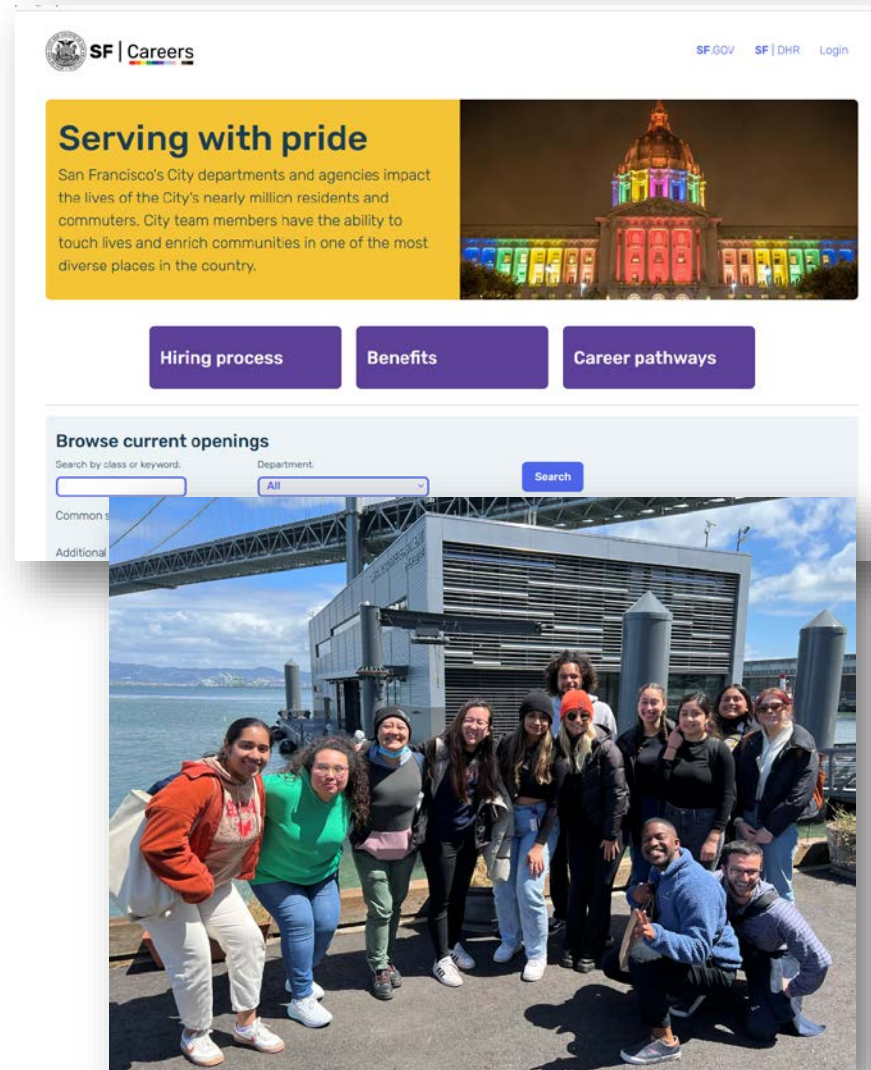 SF | Careers
SF.GOV SF | DHR Login
Serving with pride
San Francisco's City departments and agencies impact
the lives of the City's nearly million residents and
commuters. City team members have the ability to
touch lives and enrich communities in one of the most
diverse places in the country.
Hiring process
Benefits
Career pathways
Browse current openings
Search by class or keyword.
Department.
All
Search
Common s
Additional